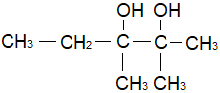 OH OH
CH₃ — CH₂ — C — C — CH₃
CH₃ CH₃